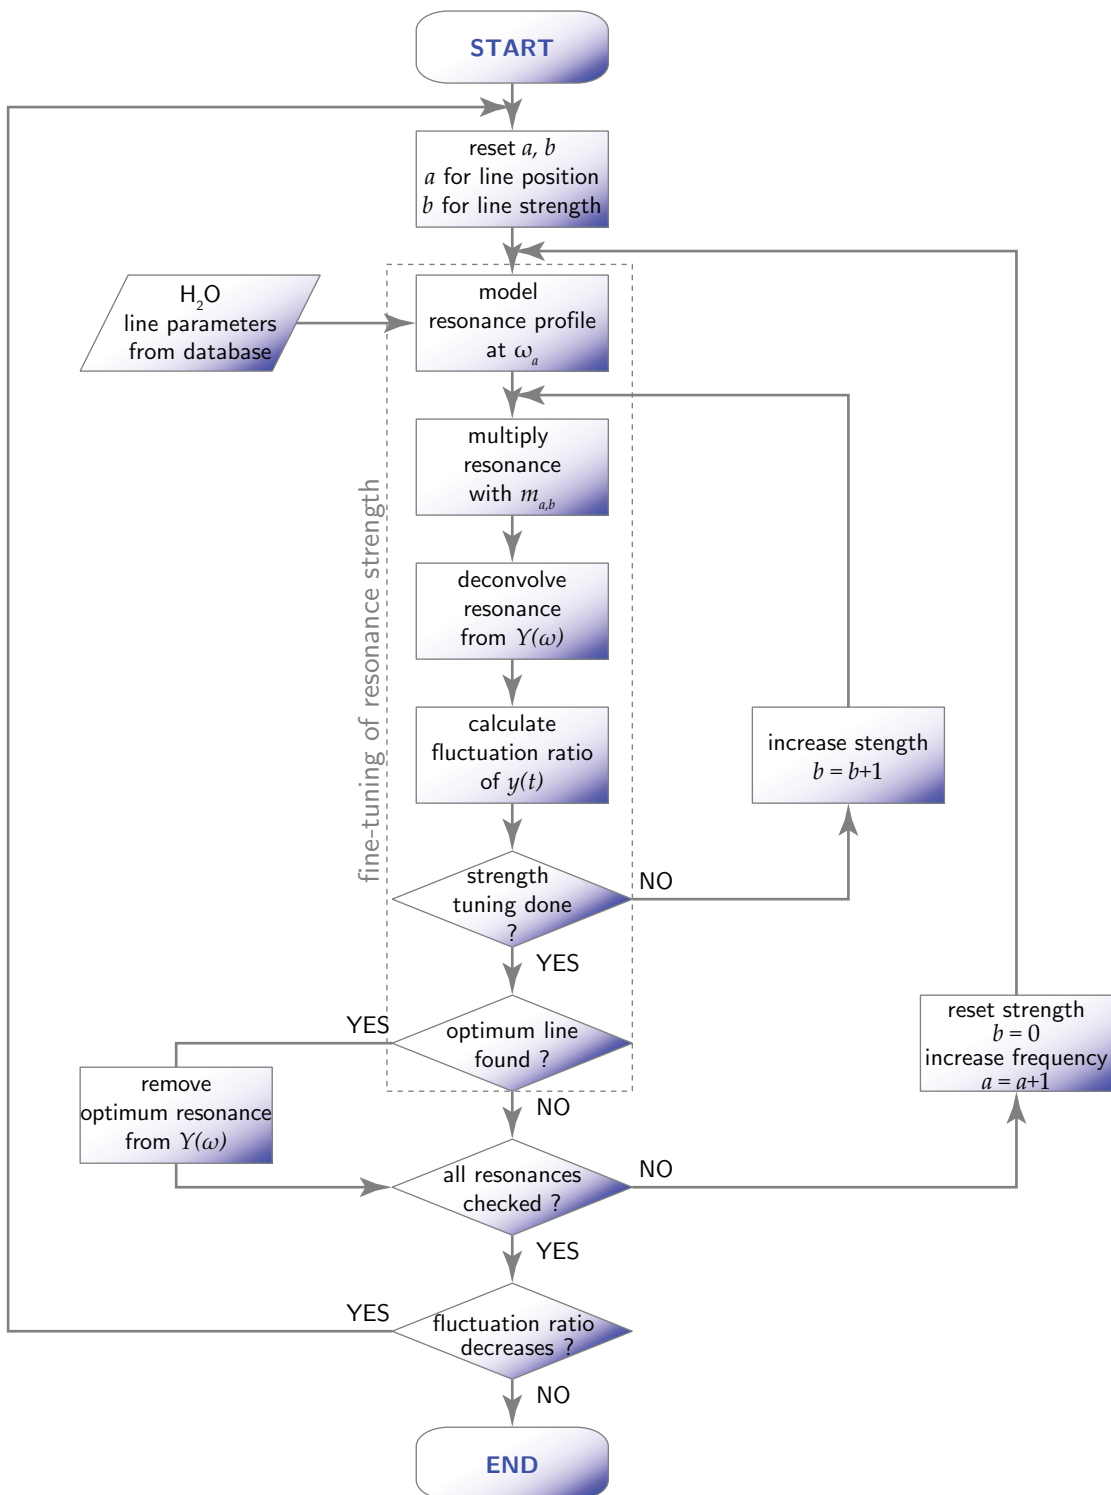 START
reset a, b
a for line position
b for line strength
H₂O
line parameters
from database
model
resonance profile
at ωₐ
multiply
resonance
with m_{a,b}
fine-tuning of resonance strength
deconvolve
resonance
from Y(ω)
calculate
fluctuation ratio
of y(t)
increase stength
b = b+1
strength
tuning done
?
NO
YES
reset strength
b = 0
increase frequency
a = a+1
YES
optimum line
found ?
remove
optimum resonance
from Y(ω)
NO
all resonances
checked ?
NO
YES
YES
fluctuation ratio
decreases ?
NO
END